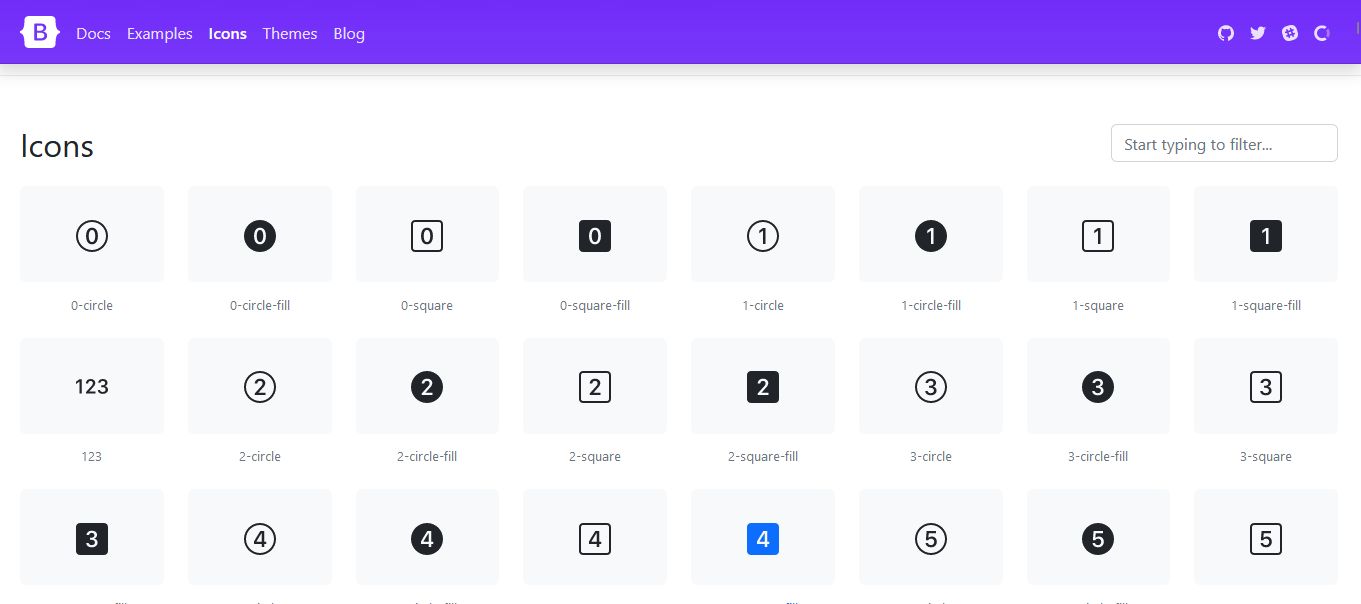 B Docs Examples Icons Themes Blog
Icons
Start typing to filter...
0 0 0 0 1 1 1 1
0-circle 0-circle-fill 0-square 0-square-fill 1-circle 1-circle-fill 1-square 1-square-fill
123 2 2 2 2 3 3 3
123 2-circle 2-circle-fill 2-square 2-square-fill 3-circle 3-circle-fill 3-square
3 4 4 4 4 5 5 5